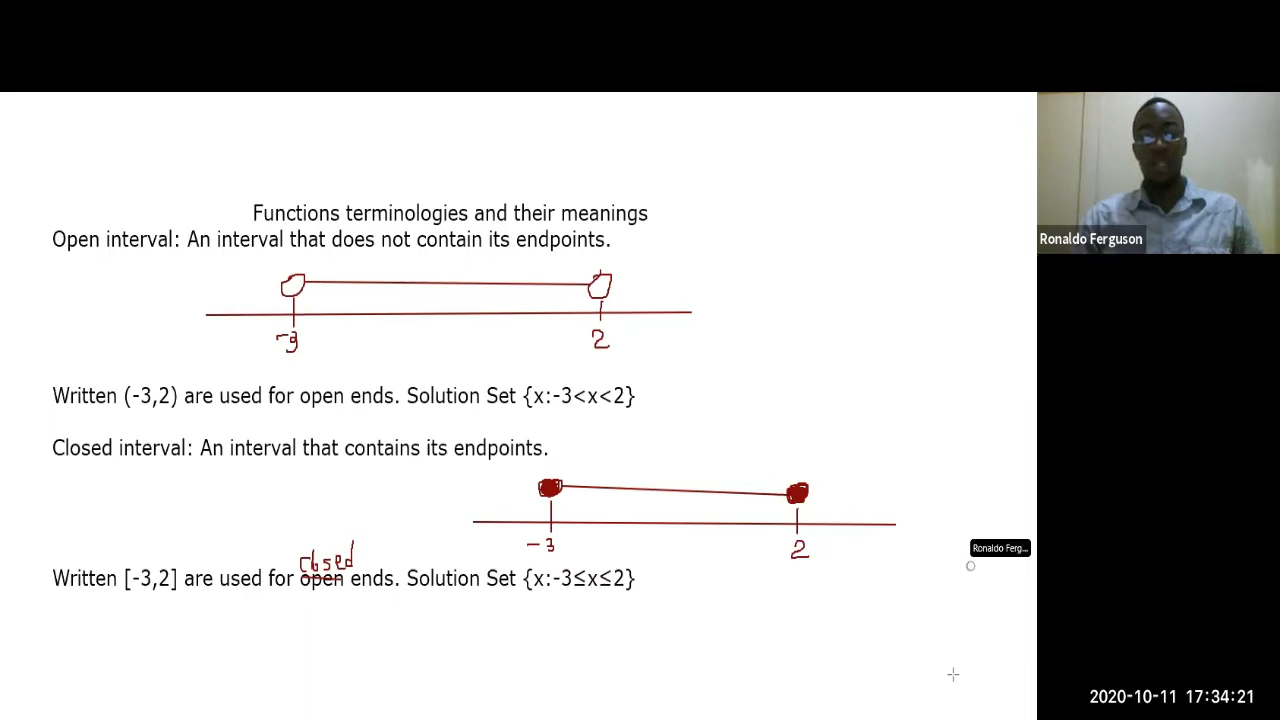 Functions terminologies and their meanings
Open interval: An interval that does not contain its endpoints.
-3 2
Written (-3,2) are used for open ends. Solution Set {x:-3<x<2}
Closed interval: An interval that contains its endpoints.
-3 2
closed
Written [-3,2] are used for open ends. Solution Set {x:-3≤x≤2}
Ronaldo Ferguson
Ronaldo Ferg...
2020-10-11 17:34:21